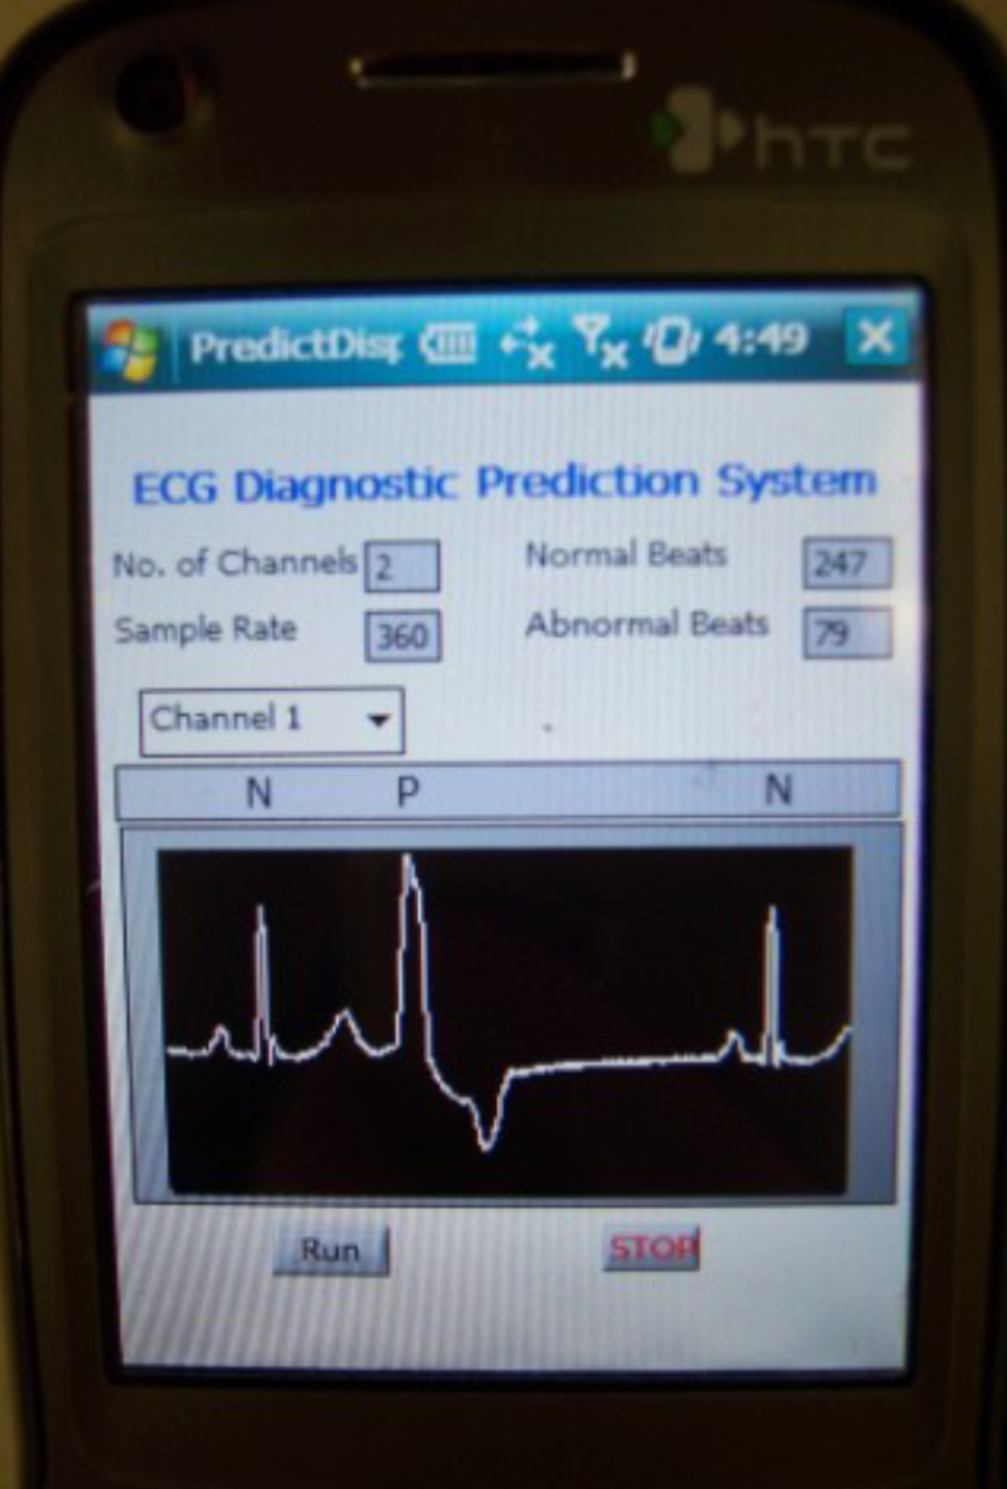 htc
PredictDisp 4:49
ECG Diagnostic Prediction System
No. of Channels 2 Normal Beats 247
Sample Rate 360 Abnormal Beats 79
Channel 1
N P N
Run STOP